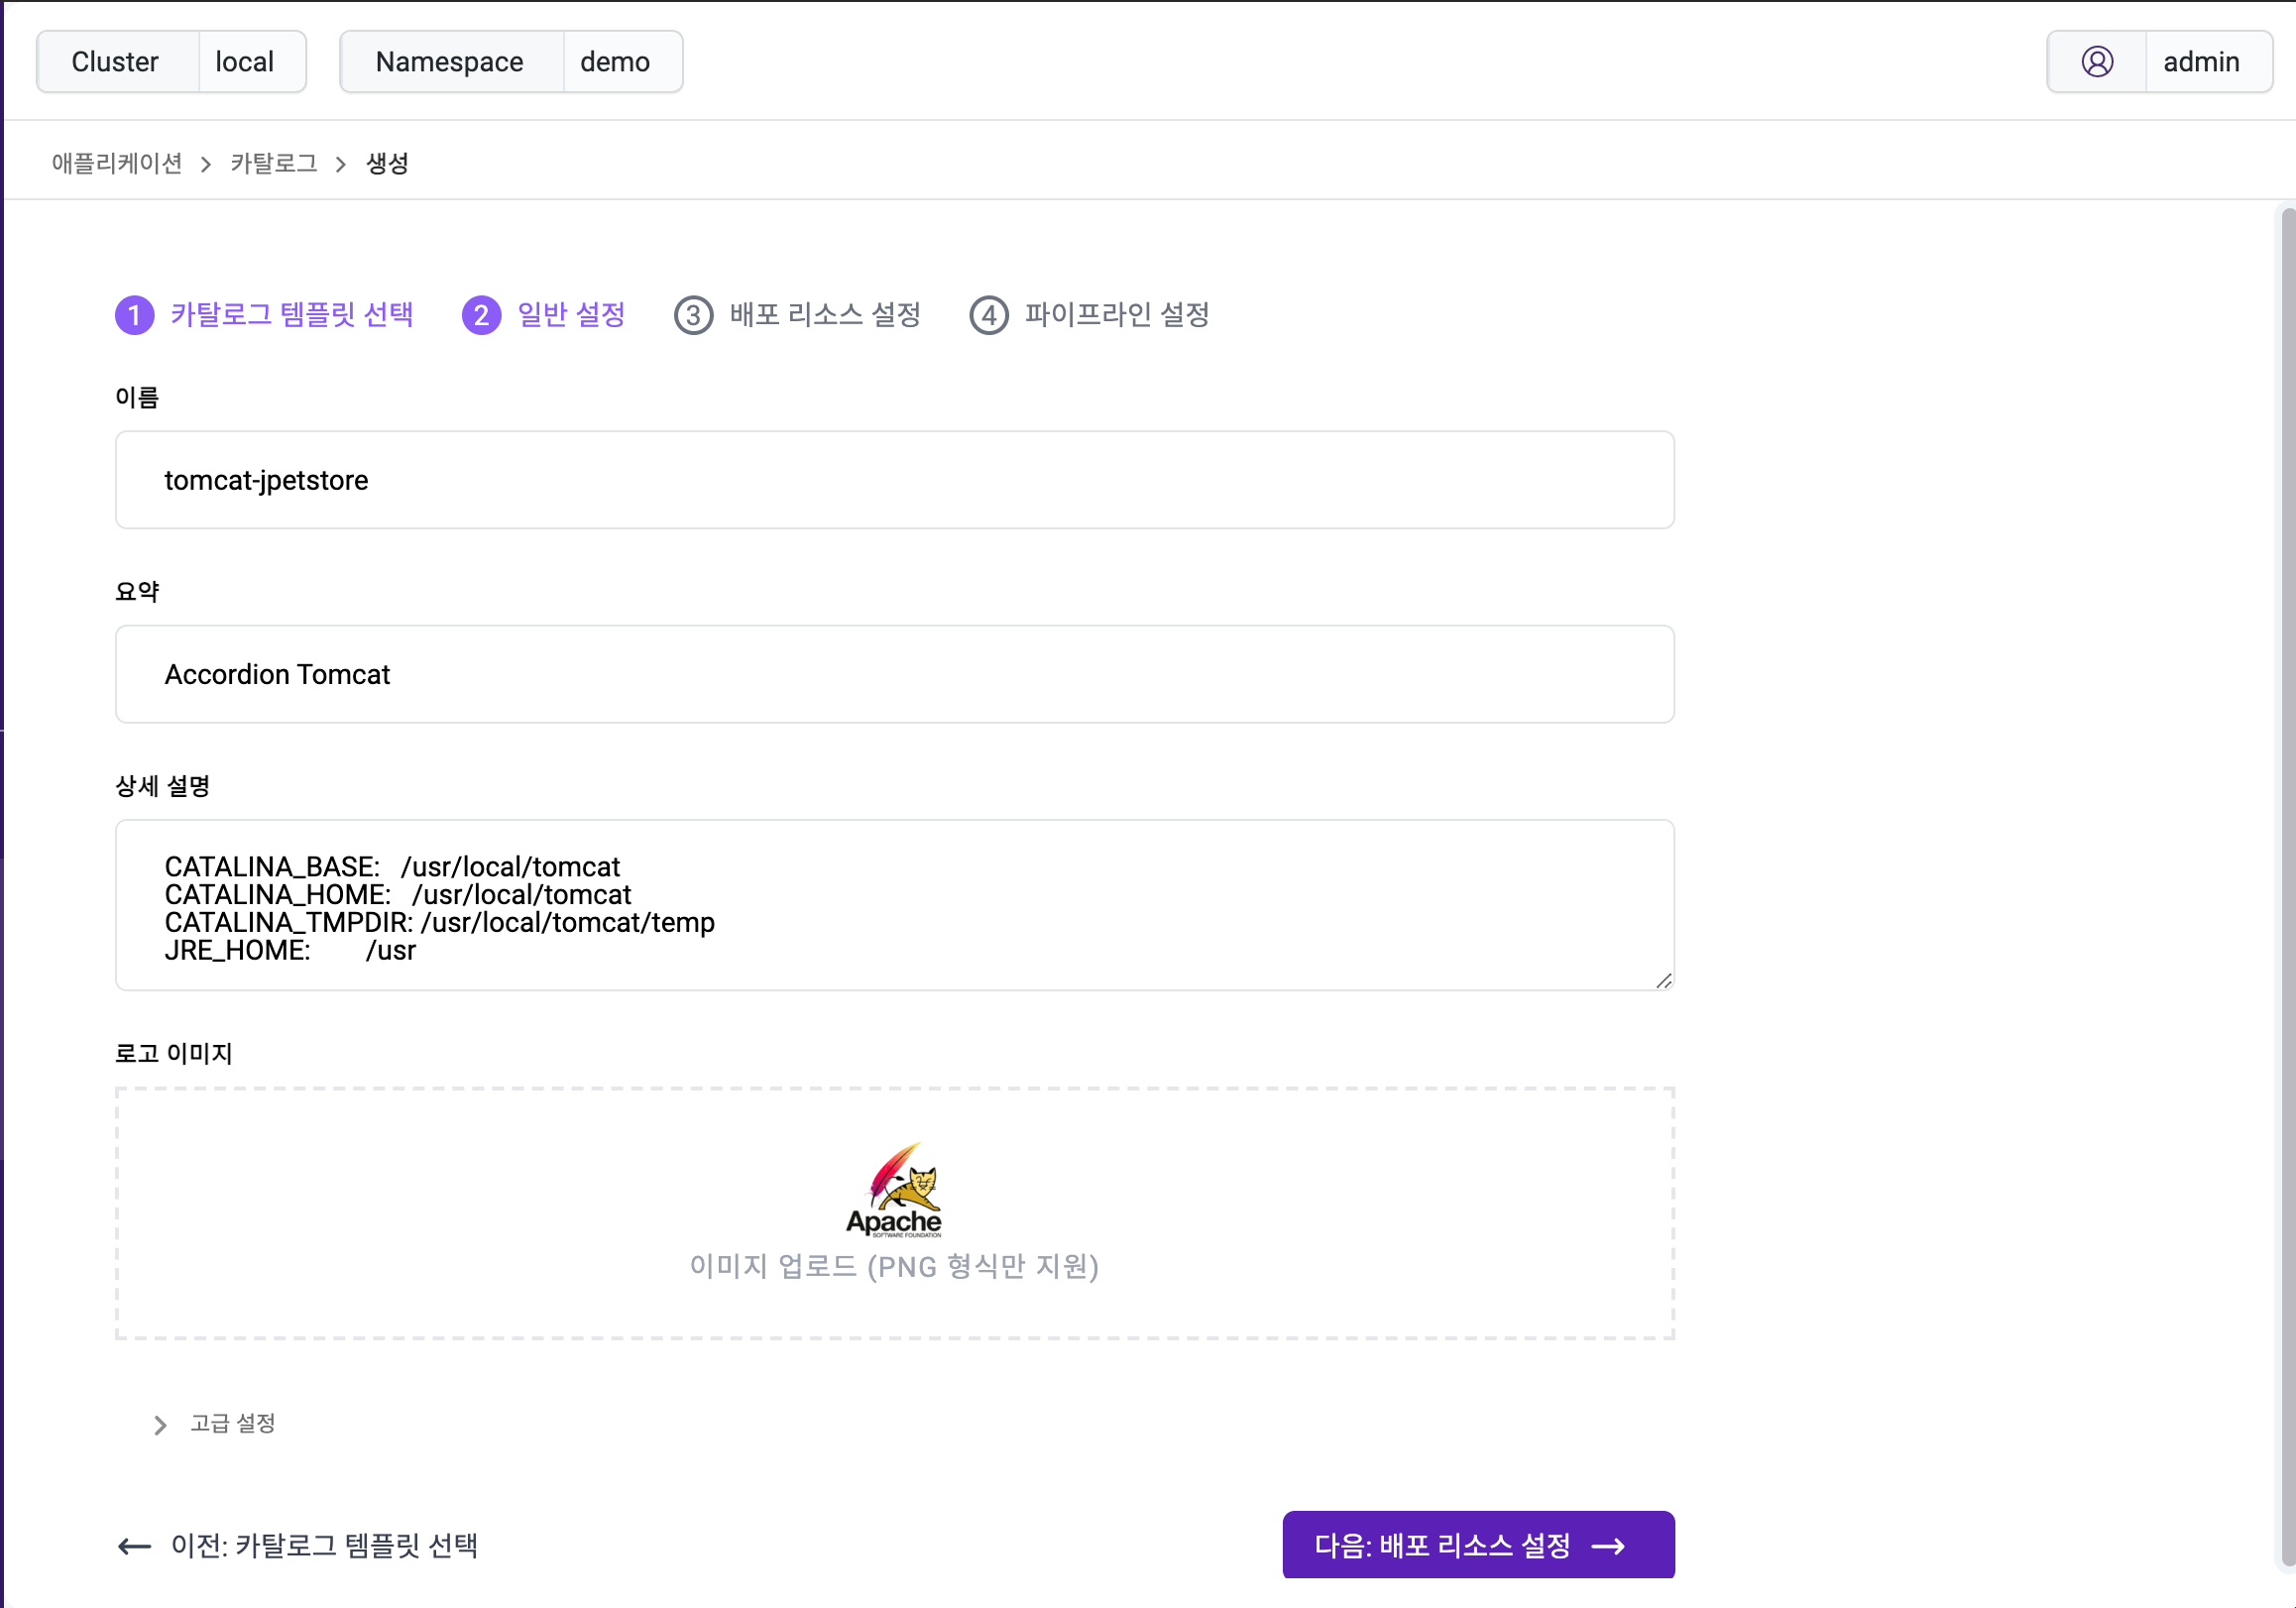 Cluster local Namespace demo admin
애플리케이션 > 카탈로그 > 생성
1 카탈로그 템플릿 선택 2 일반 설정 3 배포 리소스 설정 4 파이프라인 설정
이름
tomcat-jpetstore
요약
Accordion Tomcat
상세 설명
CATALINA_BASE: /usr/local/tomcat
CATALINA_HOME: /usr/local/tomcat
CATALINA_TMPDIR: /usr/local/tomcat/temp
JRE_HOME: /usr
로고 이미지
Apache
SOFTWARE FOUNDATION
이미지 업로드 (PNG 형식만 지원)
고급 설정
이전: 카탈로그 템플릿 선택 다음: 배포 리소스 설정